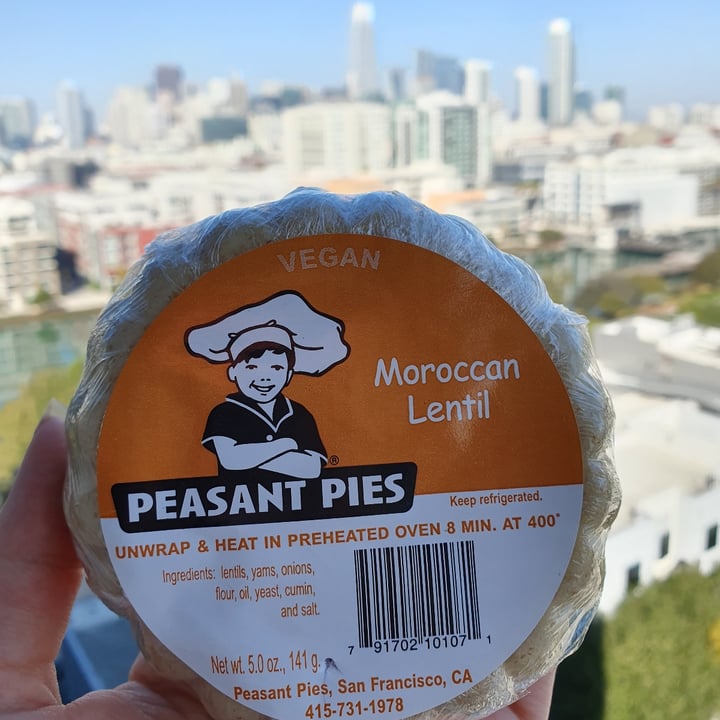 VEGAN
Moroccan
Lentil
®
PEASANT PIES
Keep refrigerated.
UNWRAP & HEAT IN PREHEATED OVEN 8 MIN. AT 400°
Ingredients: lentils, yams, onions,
flour, oil, yeast, cumin,
and salt.
7 91702 10107 1
Net wt. 5.0 oz., 141 g.
Peasant Pies, San Francisco, CA
415-731-1978